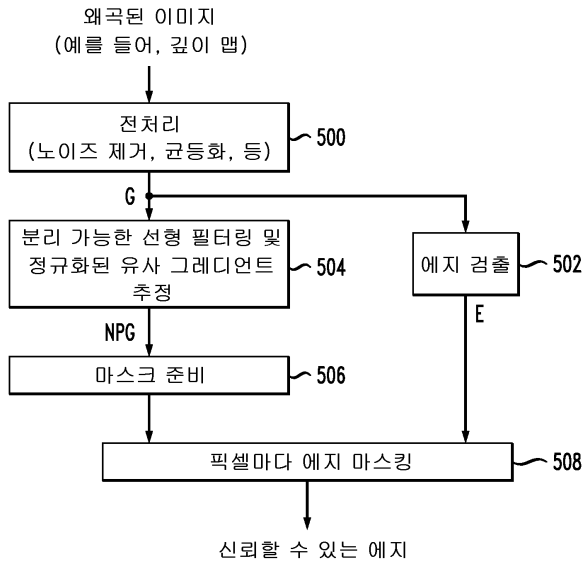 왜곡된 이미지
(예를 들어, 깊이 맵)
전처리
(노이즈 제거, 균등화, 등)
500
G
분리 가능한 선형 필터링 및
정규화된 유사 그레디언트
추정
504
에지 검출
502
NPG
E
마스크 준비
506
픽셀마다 에지 마스킹
508
신뢰할 수 있는 에지